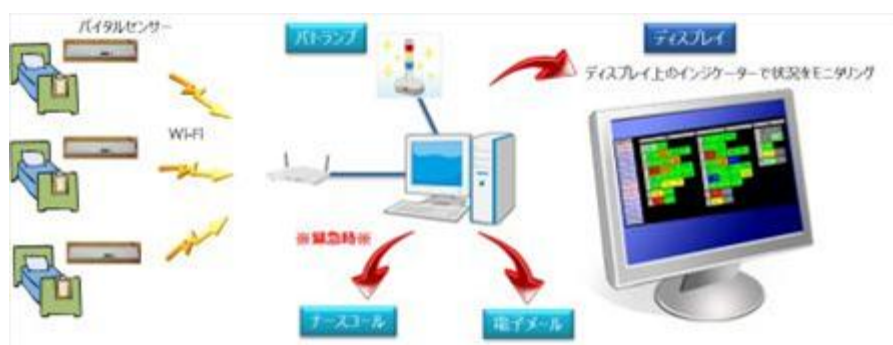 バイタルセンサー
Wi-Fi
パトランプ
ディスプレイ
ディスプレイ上のインジケーターで状況をモニタリング
※緊急時※
ナースコール
電子メール